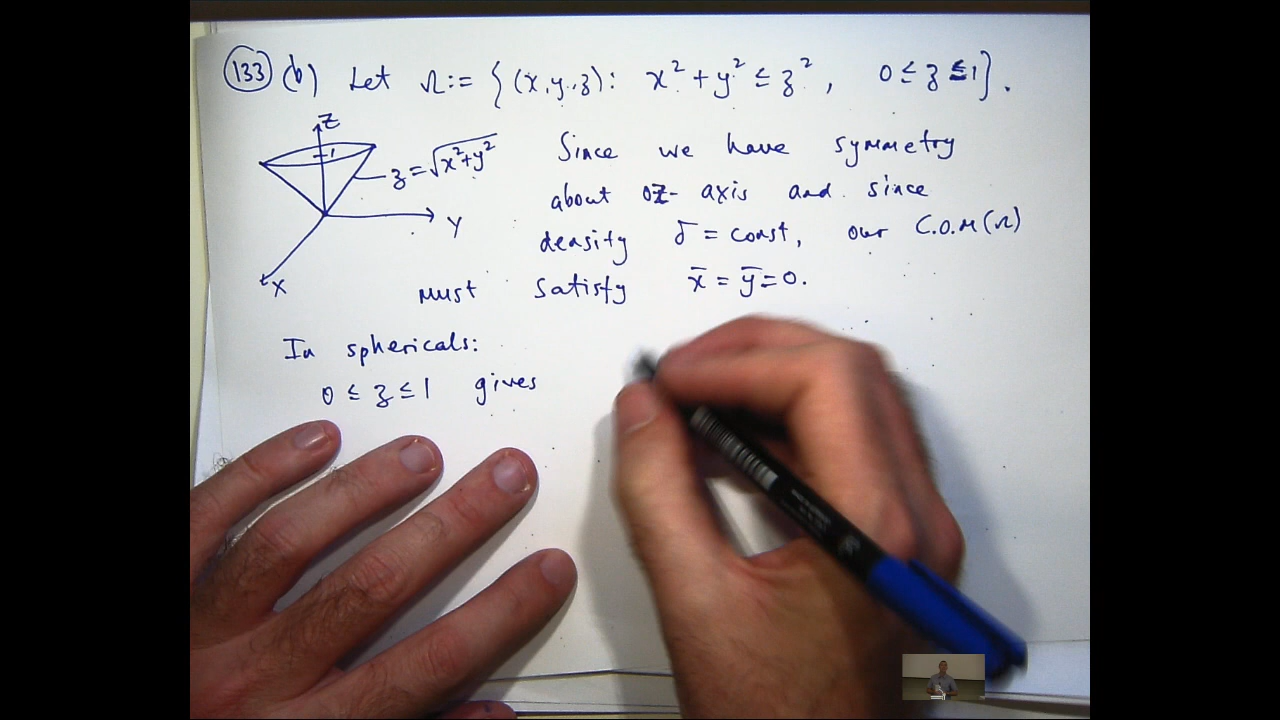 133 (b) Let Ω := {(x, y, z): x² + y² ≤ z², 0 ≤ z ≤ 1}.
Z
1
z = √x²+y²
Y
X
Since we have symmetry
about OZ- axis and since
density δ = const, our C.O.M(Ω)
must satisfy x̄ = ȳ = 0.
In sphericals:
0 ≤ z ≤ 1 gives